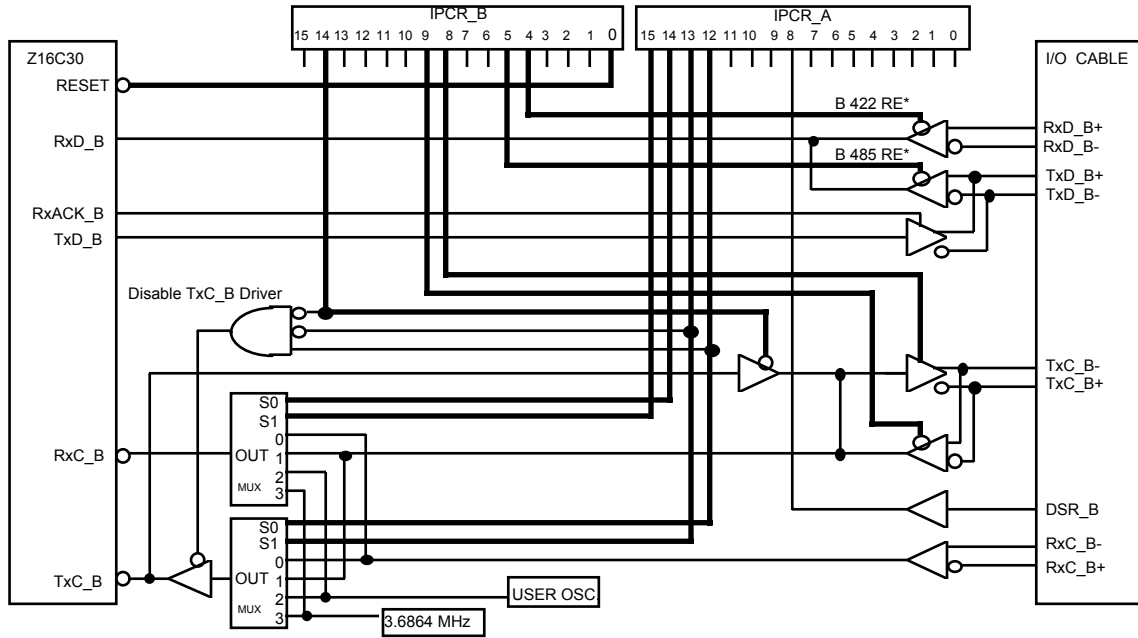 IPCR_B
IPCR_A
15 14 13 12 11 10 9 8 7 6 5 4 3 2 1 0
15 14 13 12 11 10 9 8 7 6 5 4 3 2 1 0
Z16C30
I/O CABLE
RESET
B 422 RE*
RxD_B+
RxD_B
RxD_B-
B 485 RE*
TxD_B+
TxD_B-
RxACK_B
TxD_B
Disable TxC_B Driver
TxC_B-
TxC_B+
S0
S1
0
RxC_B
OUT 1
2
MUX
3
DSR_B
S0
S1
0
RxC_B-
RxC_B+
TxC_B
OUT 1
2
USER OSC.
MUX
3
3.6864 MHz